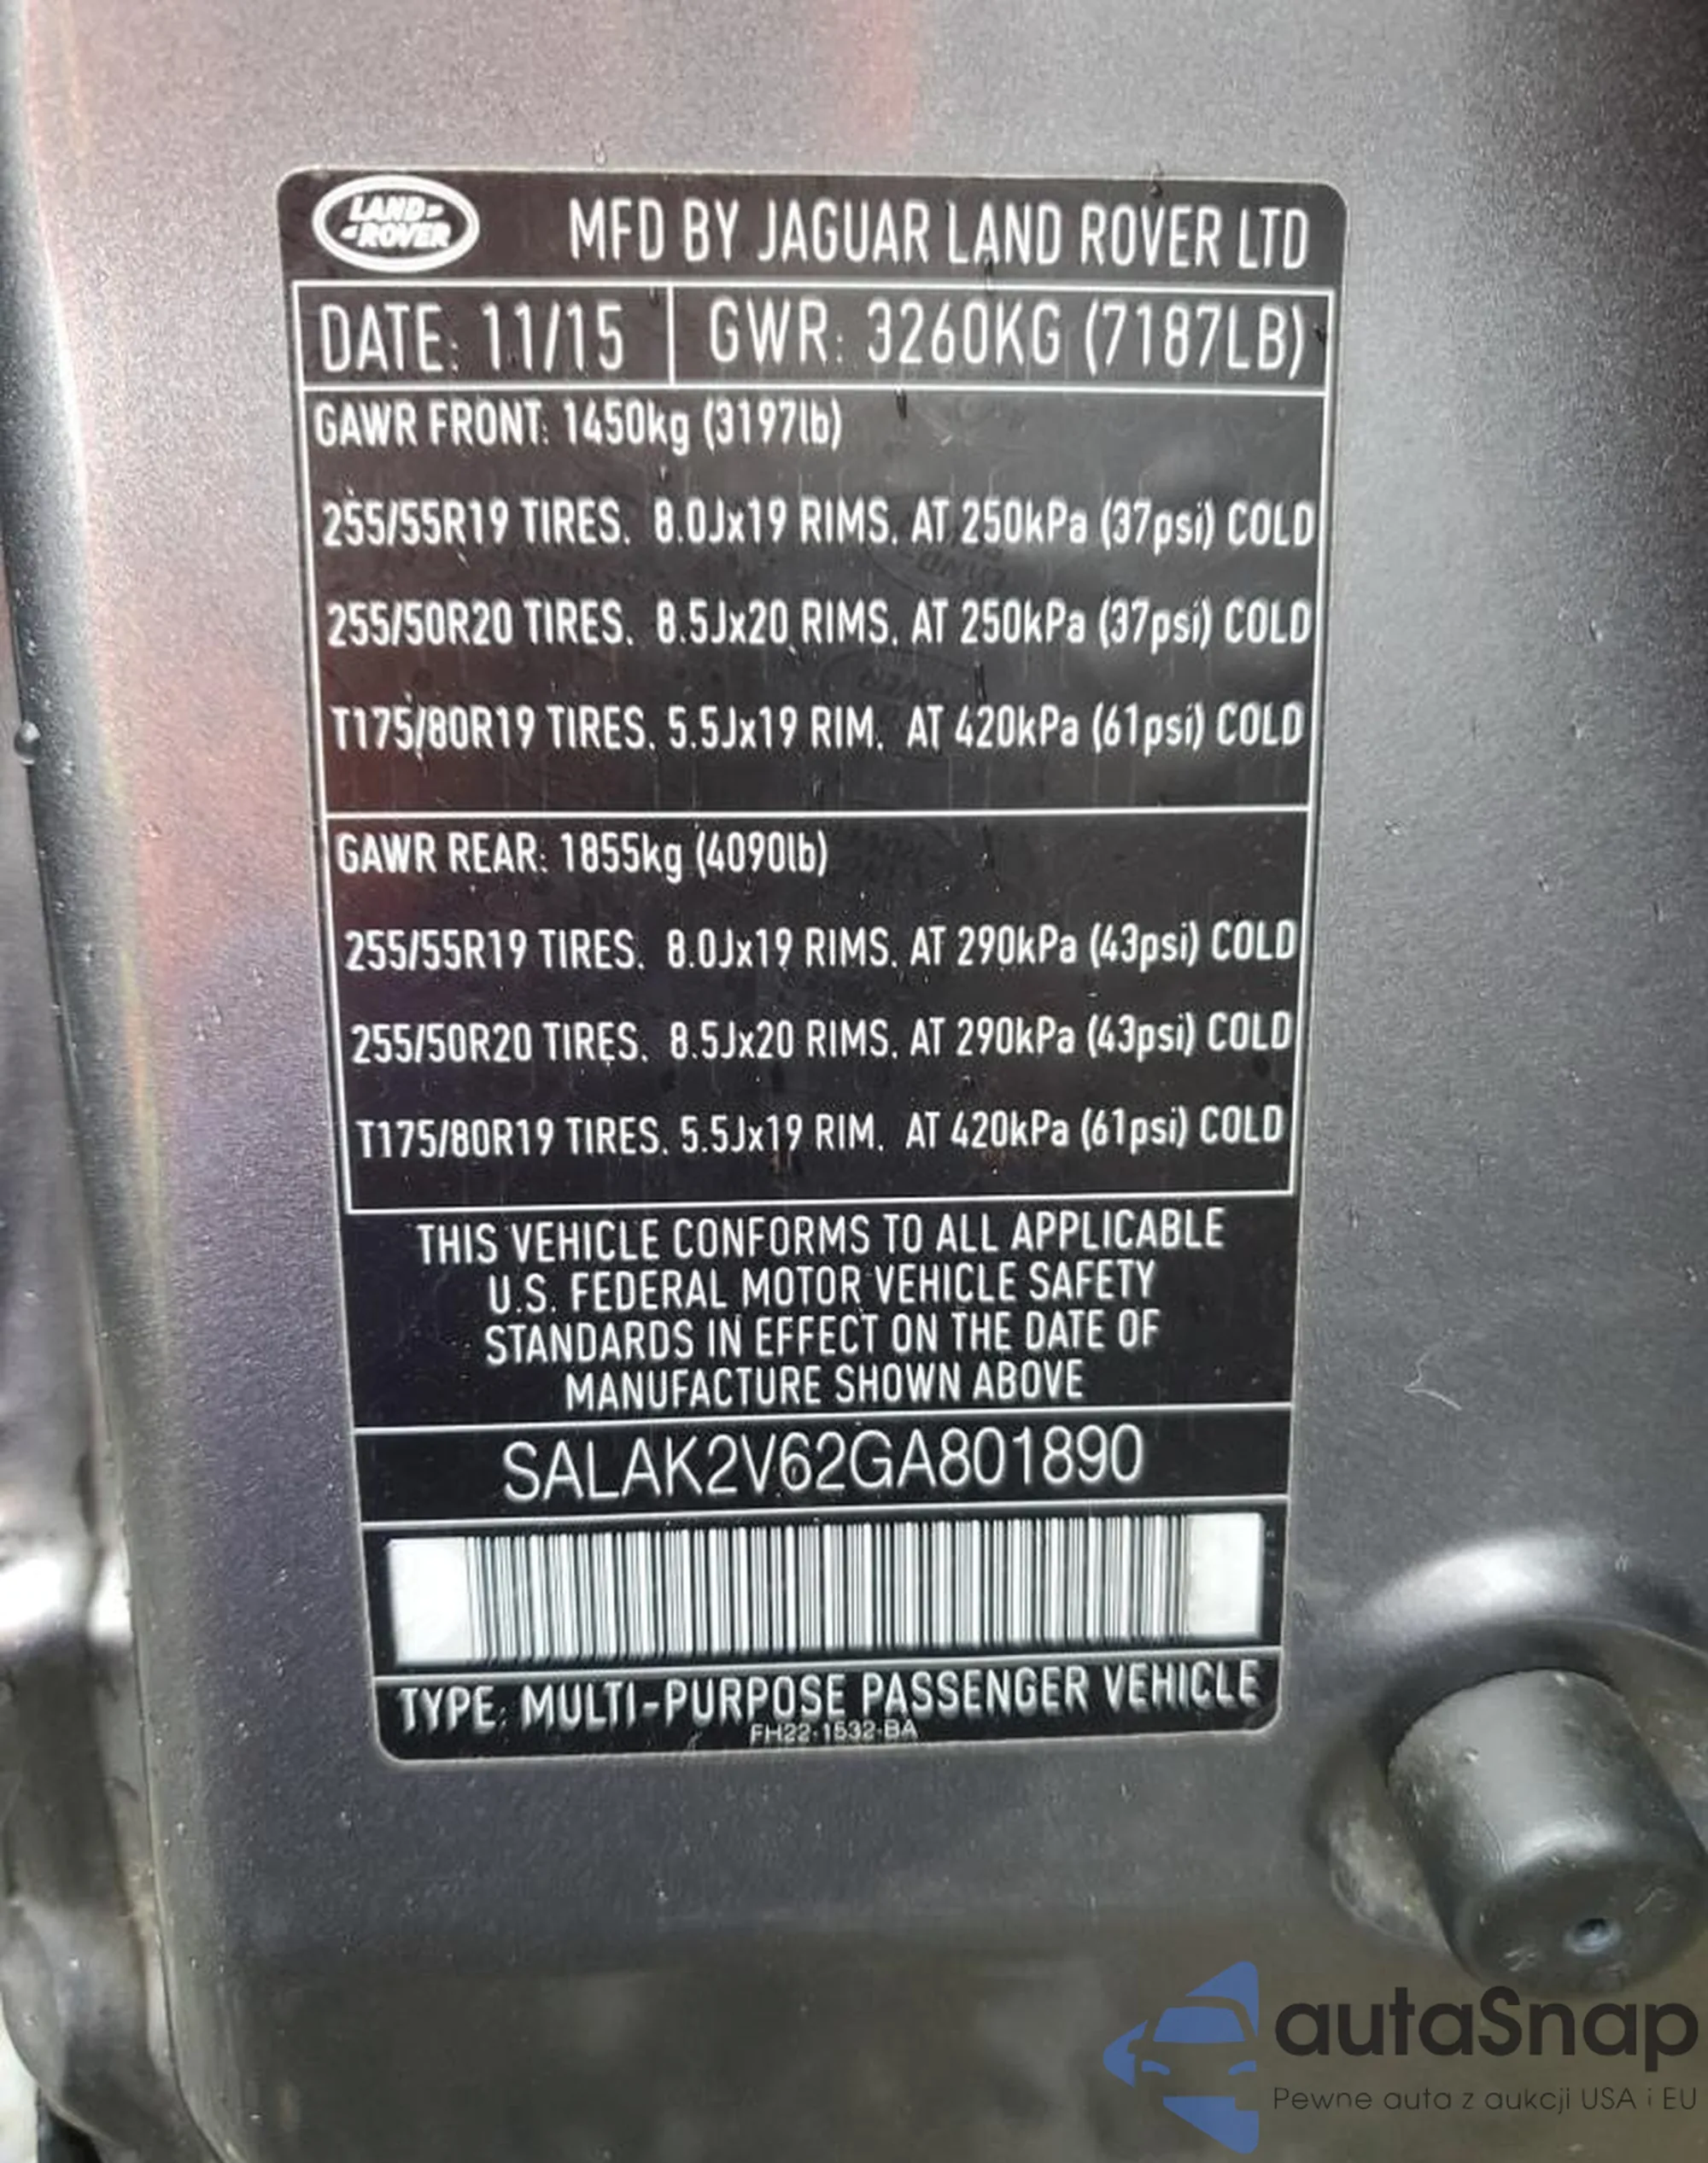 LAND-
-ROVER
MFD BY JAGUAR LAND ROVER LTD
DATE: 11/15
GWR: 3260KG (7187LB)
GAWR FRONT: 1450kg (3197lb)
255/55R19 TIRES. 8.0Jx19 RIMS. AT 250kPa (37psi) COLD
255/50R20 TIRES. 8.5Jx20 RIMS. AT 250kPa (37psi) COLD
T175/80R19 TIRES. 5.5Jx19 RIM. AT 420kPa (61psi) COLD
GAWR REAR: 1855kg (4090lb)
255/55R19 TIRES. 8.0Jx19 RIMS. AT 290kPa (43psi) COLD
255/50R20 TIRES. 8.5Jx20 RIMS. AT 290kPa (43psi) COLD
T175/80R19 TIRES. 5.5Jx19 RIM. AT 420kPa (61psi) COLD
THIS VEHICLE CONFORMS TO ALL APPLICABLE
U.S. FEDERAL MOTOR VEHICLE SAFETY
STANDARDS IN EFFECT ON THE DATE OF
MANUFACTURE SHOWN ABOVE
SALAK2V62GA801890
TYPE: MULTI-PURPOSE PASSENGER VEHICLE
FH22-1532-BA
autaSnap
Pewne auta z aukcji USA i EU